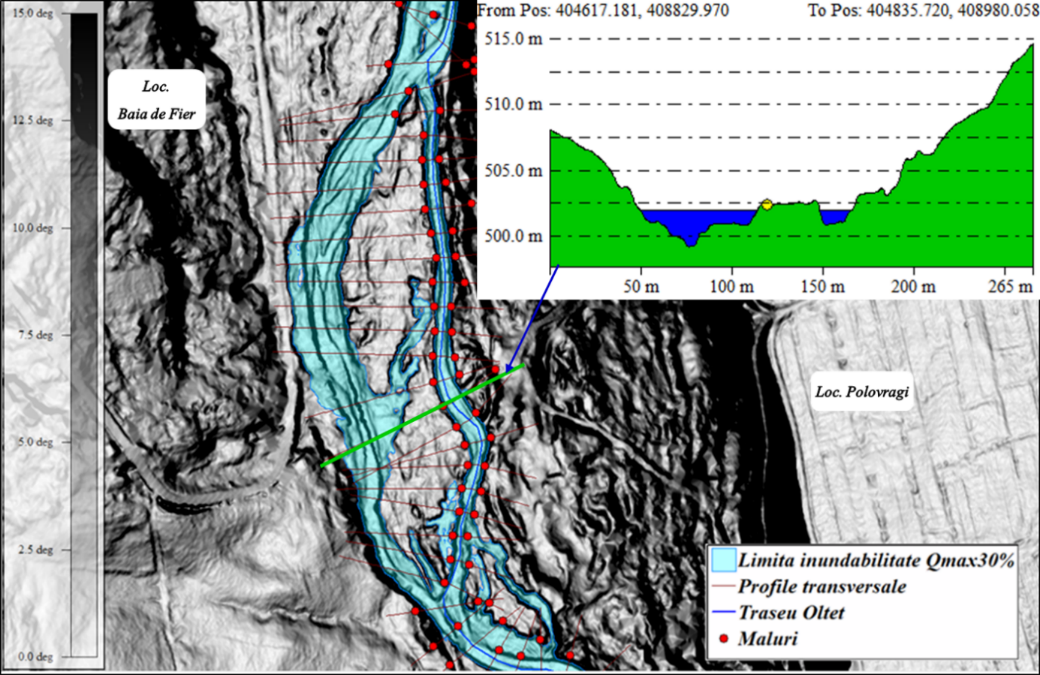 From Pos: 404617.181, 408829.970 To Pos: 404835.720, 408980.058
515.0 m
510.0 m
505.0 m
500.0 m
50 m 100 m 150 m 200 m 265 m
15.0 deg
12.5 deg
10.0 deg
7.5 deg
5.0 deg
2.5 deg
0.0 deg
Loc.
Baia de Fier
Loc. Polovragi
Limita inundabilitate Qmax30%
Profile transversale
Traseu Oltet
Maluri